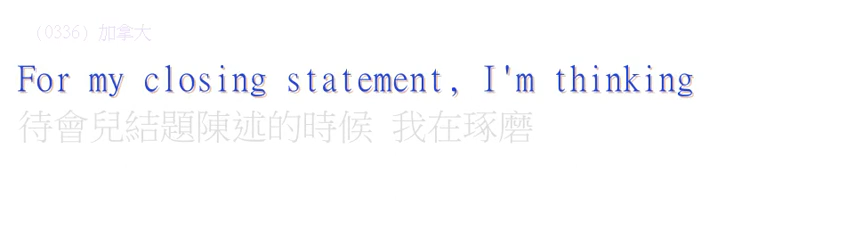 (0336) 加拿大
For my closing statement, I'm thinking
待會兒結題陳述的時候 我在琢磨